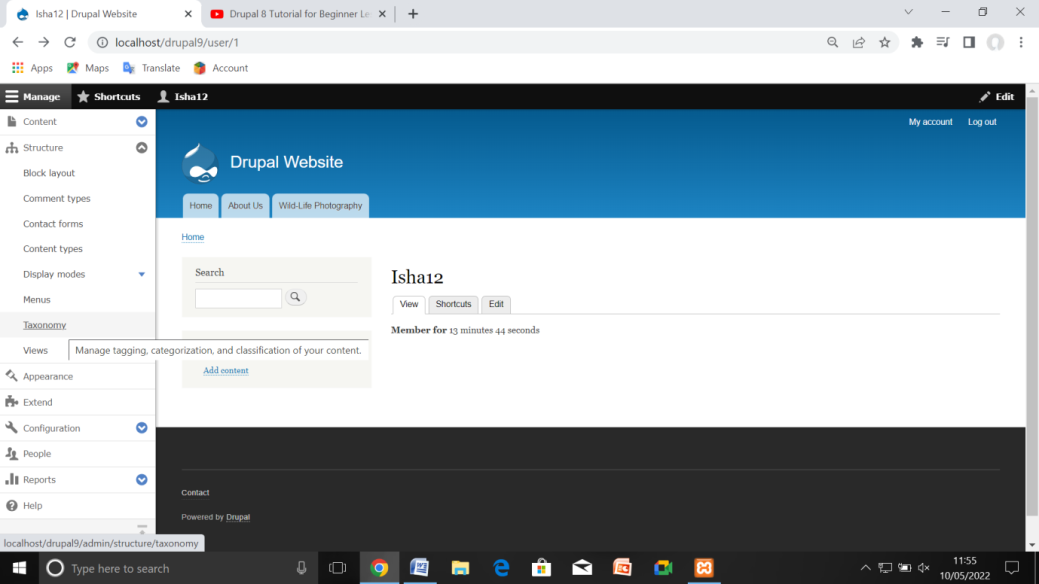 Isha12 | Drupal Website
Drupal 8 Tutorial for Beginner Le
localhost/drupal9/user/1
Apps Maps Translate Account
Manage Shortcuts Isha12 Edit
Content
Structure
Block layout
Comment types
Contact forms
Content types
Display modes
Menus
Taxonomy
Views
Manage tagging, categorization, and classification of your content.
Appearance
Extend
Configuration
People
Reports
Help
My account Log out
Drupal Website
Home About Us Wild-Life Photography
Home
Search
Add content
Isha12
View Shortcuts Edit
Member for 13 minutes 44 seconds
Contact
Powered by Drupal
localhost/drupal9/admin/structure/taxonomy
Type here to search
11:55
10/05/2022